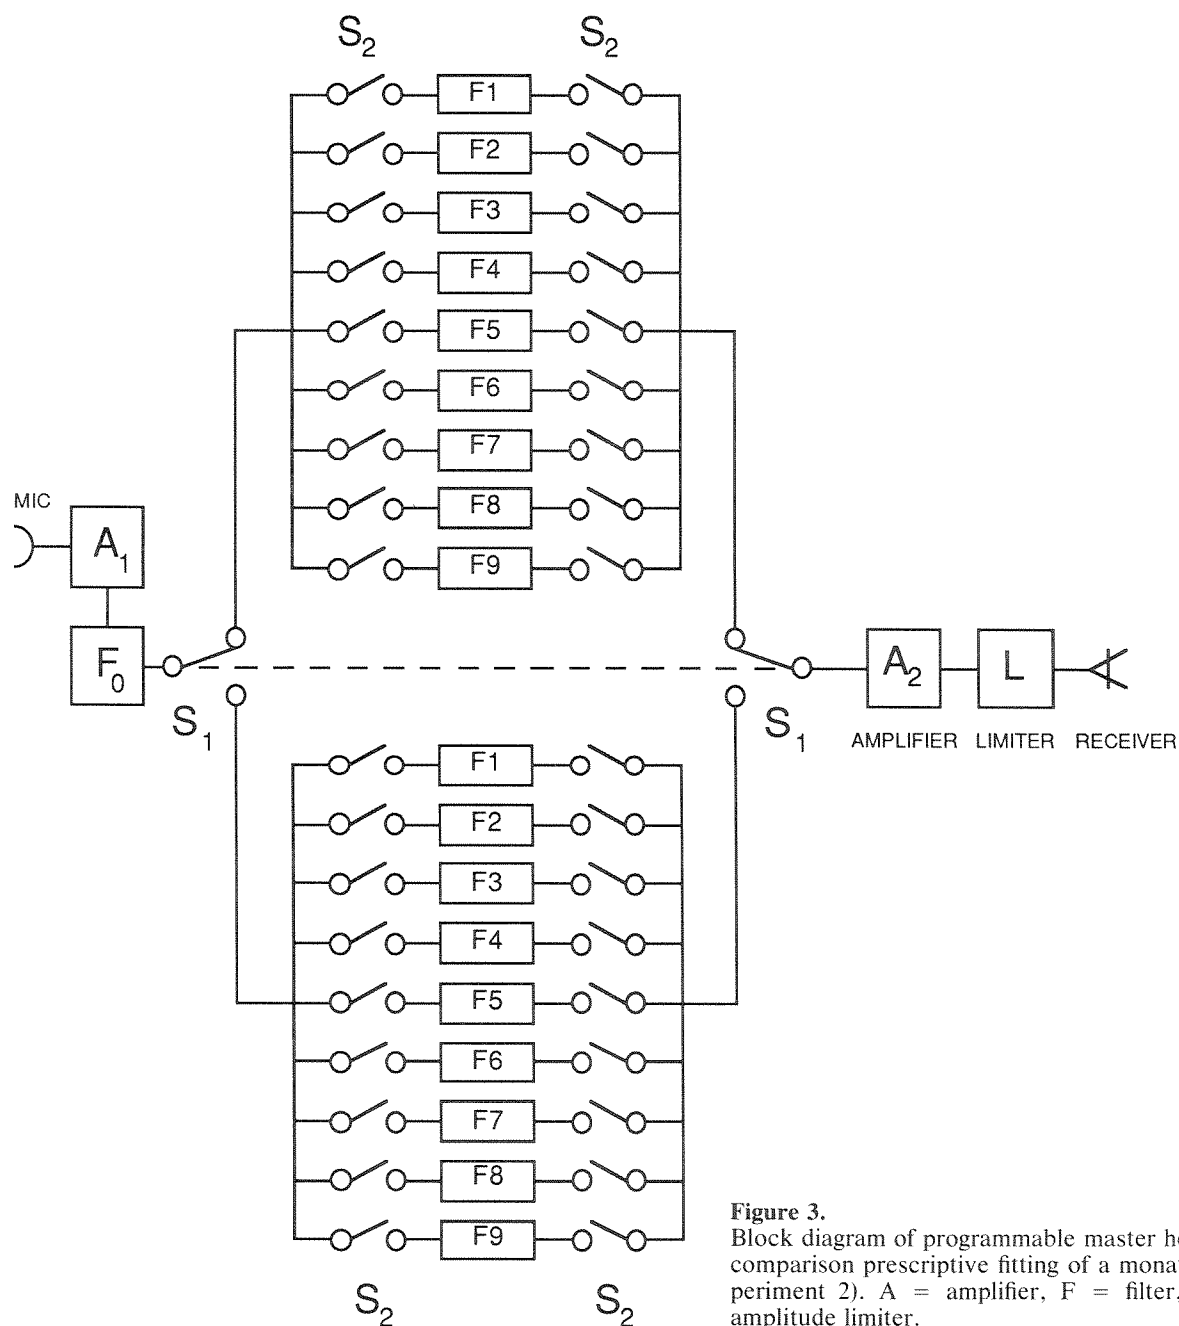 S2 S2
F1
F2
F3
F4
F5
F6
F7
F8
F9
MIC
A1
F0
S1
A2
L
S1
AMPLIFIER LIMITER RECEIVER
F1
F2
F3
F4
F5
F6
F7
F8
F9
S2 S2
Figure 3.
Block diagram of programmable master
comparison prescriptive fitting of a
periment 2). A = amplifier, F = filter,
amplitude limiter.